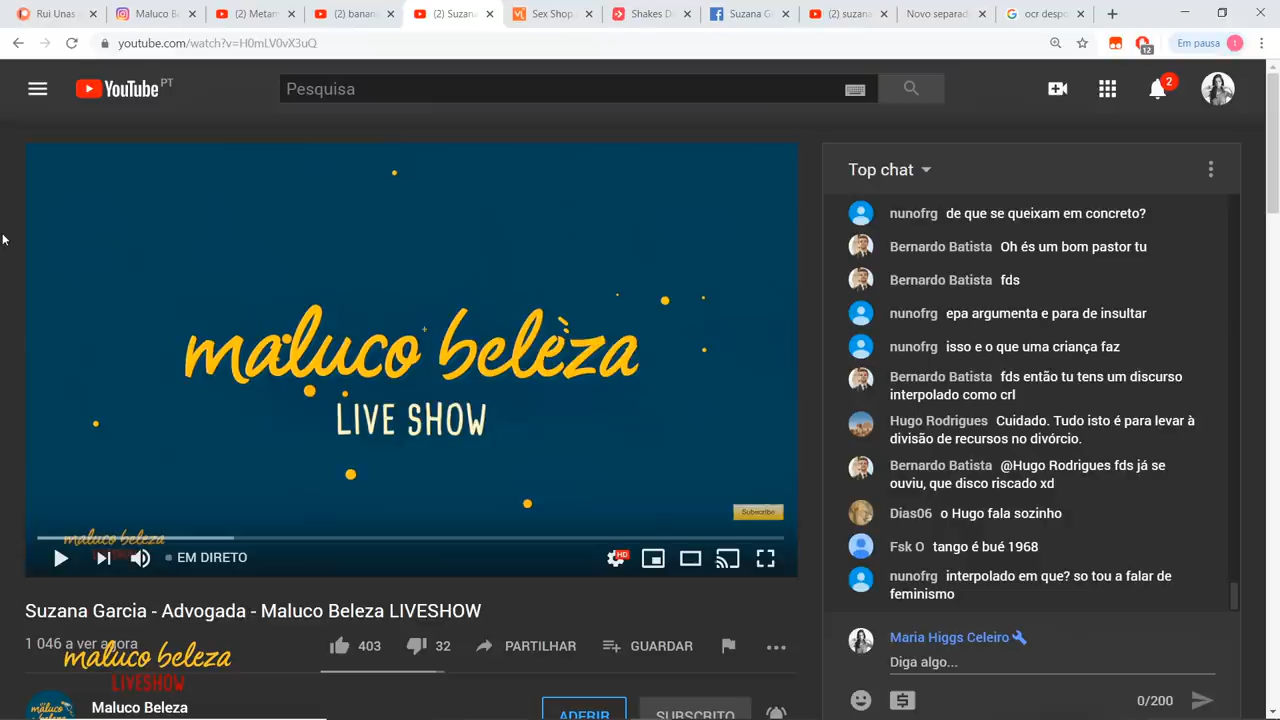 Rui Unas
Maluco B
(2) Metam
(2) banan
(2) Suzan
Sex Shop
Shakes D
Suzana G
(2) suzana
Novo separad
ocr despo
youtube.com/watch?v=H0mLV0vX3uQ
12
Em pausa
YouTube PT
Pesquisa
2
maluco beleza
LIVE SHOW
Subscribe
maluco beleza
EM DIRETO
HD
Suzana Garcia - Advogada - Maluco Beleza LIVESHOW
1 046 a ver agora
403
32
PARTILHAR
GUARDAR
maluco beleza
LIVESHOW
Maluco Beleza
ADERIR
SUBSCRITO
Top chat
nunofrg de que se queixam em concreto?
Bernardo Batista Oh és um bom pastor tu
Bernardo Batista fds
nunofrg epa argumenta e para de insultar
nunofrg isso e o que uma criança faz
Bernardo Batista fds então tu tens um discurso
interpolado como crl
Hugo Rodrigues Cuidado. Tudo isto é para levar à
divisão de recursos no divórcio.
Bernardo Batista @Hugo Rodrigues fds já se
ouviu, que disco riscado xd
Dias06 o Hugo fala sozinho
Fsk O tango é bué 1968
nunofrg interpolado em que? so tou a falar de
feminismo
Maria Higgs Celeiro
Diga algo...
0/200